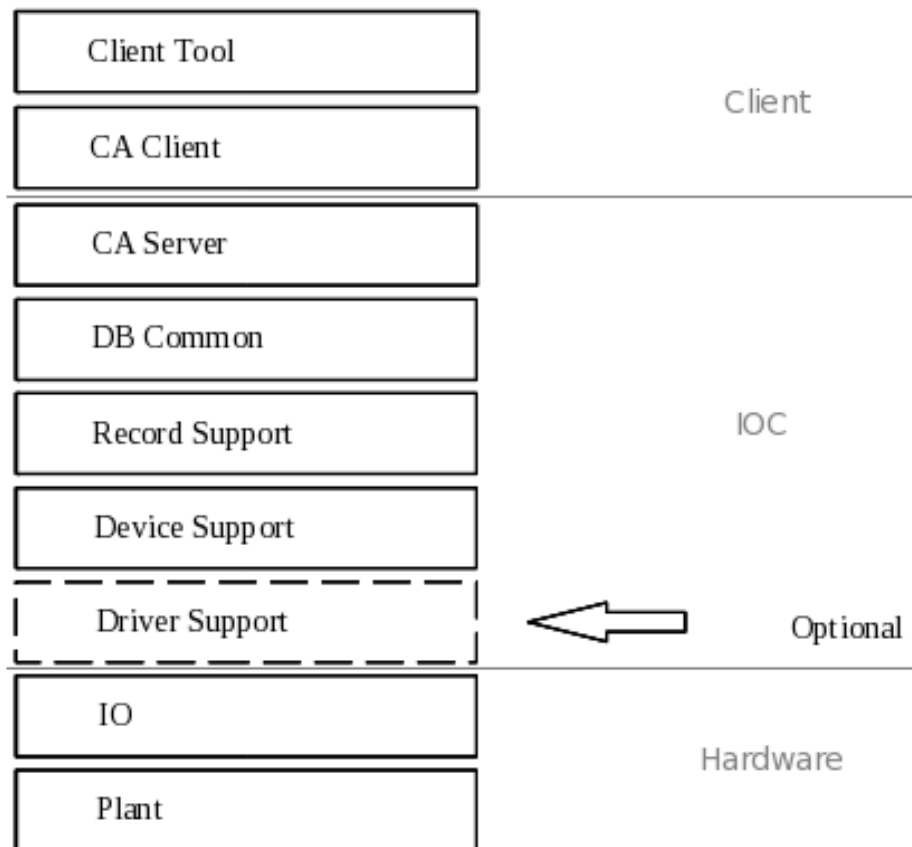 Client Tool
Client
CA Client
CA Server
DB Common
Record Support
IOC
Device Support
Driver Support
Optional
IO
Hardware
Plant